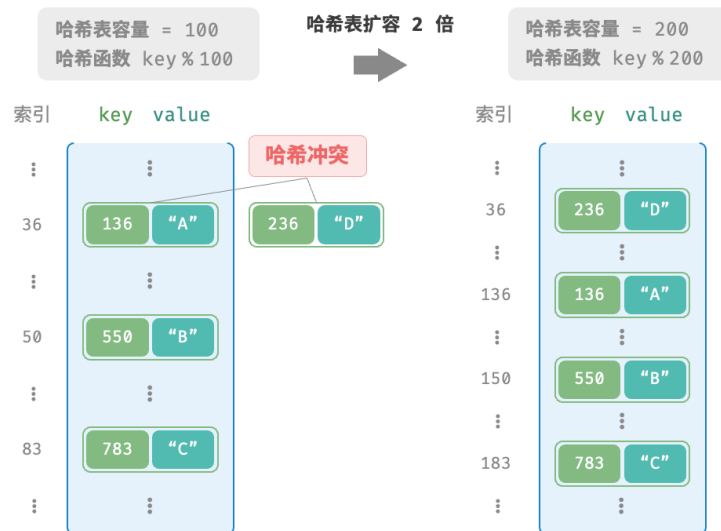 哈希表容量 = 100
哈希函数 key%100
哈希表扩容 2 倍
哈希表容量 = 200
哈希函数 key%200
索引 key value
⋮ ⋮
哈希冲突
36 136 “A” 236 “D”
⋮ ⋮
50 550 “B”
⋮ ⋮
83 783 “C”
⋮ ⋮
索引 key value
⋮ ⋮
36 236 “D”
⋮ ⋮
136 136 “A”
⋮ ⋮
150 550 “B”
⋮ ⋮
183 783 “C”
⋮ ⋮